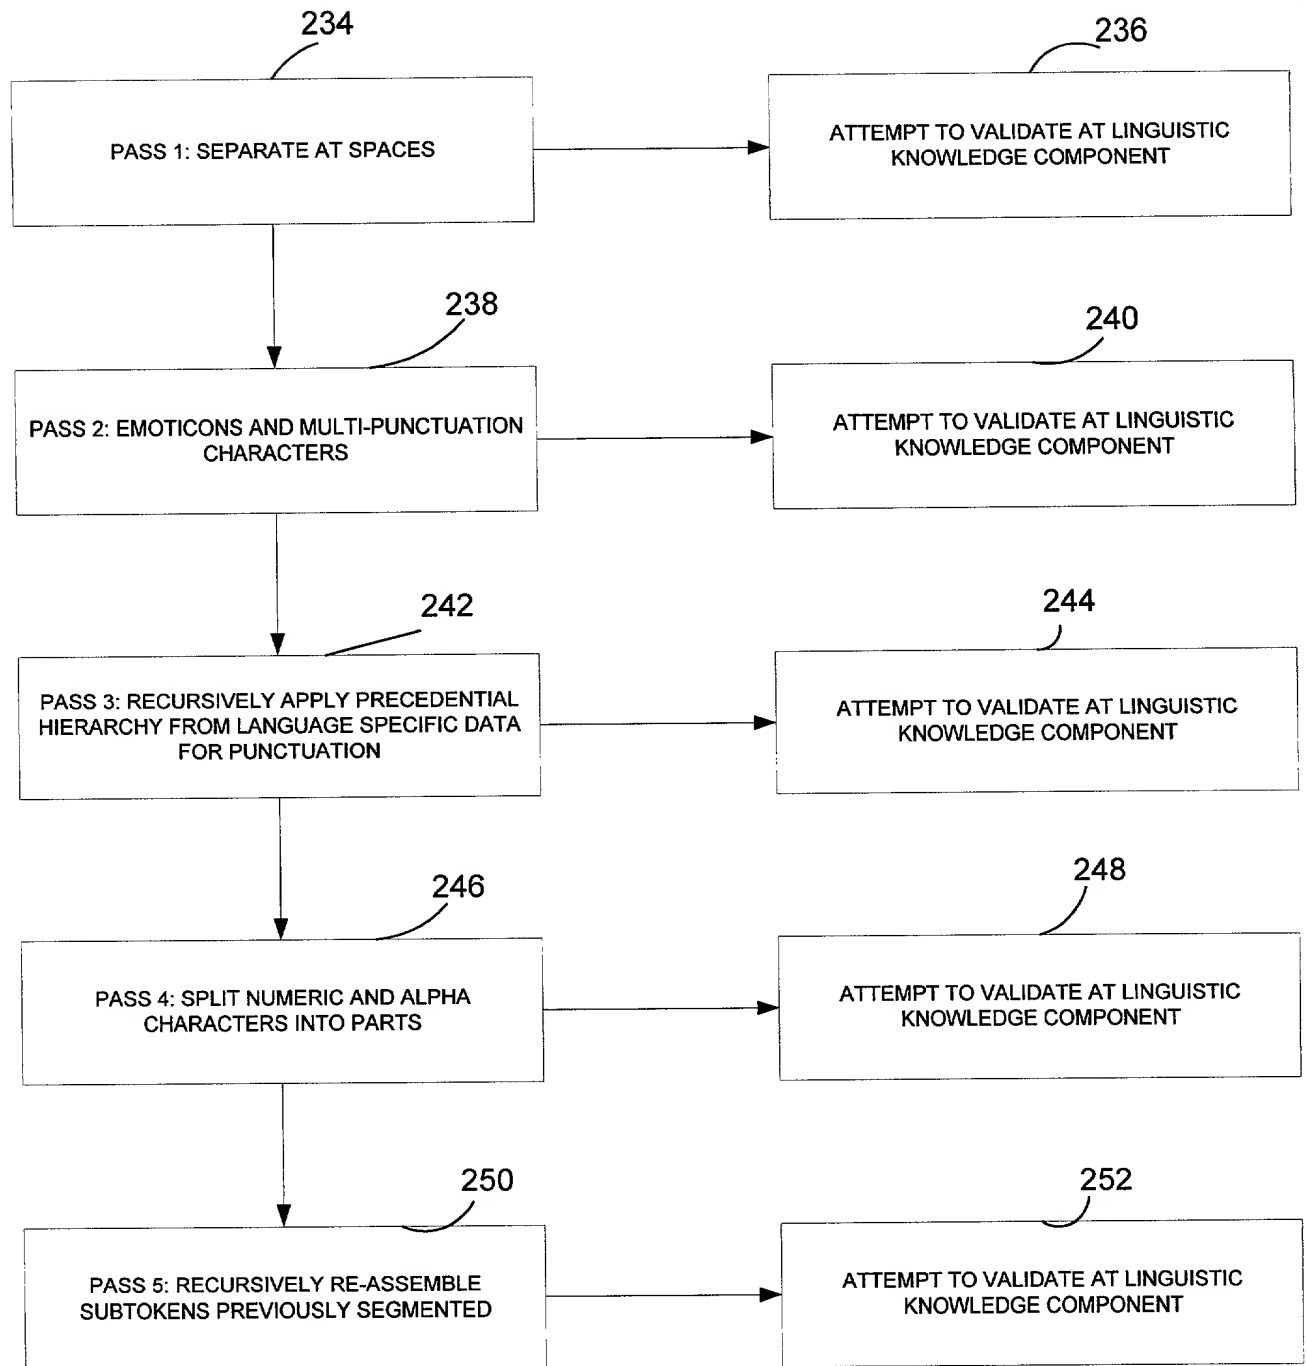 234
236
PASS 1: SEPARATE AT SPACES
ATTEMPT TO VALIDATE AT LINGUISTIC
KNOWLEDGE COMPONENT
238
240
PASS 2: EMOTICONS AND MULTI-PUNCTUATION
CHARACTERS
ATTEMPT TO VALIDATE AT LINGUISTIC
KNOWLEDGE COMPONENT
242
244
PASS 3: RECURSIVELY APPLY PRECEDENTIAL
HIERARCHY FROM LANGUAGE SPECIFIC DATA
FOR PUNCTUATION
ATTEMPT TO VALIDATE AT LINGUISTIC
KNOWLEDGE COMPONENT
246
248
PASS 4: SPLIT NUMERIC AND ALPHA
CHARACTERS INTO PARTS
ATTEMPT TO VALIDATE AT LINGUISTIC
KNOWLEDGE COMPONENT
250
252
PASS 5: RECURSIVELY RE-ASSEMBLE
SUBTOKENS PREVIOUSLY SEGMENTED
ATTEMPT TO VALIDATE AT LINGUISTIC
KNOWLEDGE COMPONENT